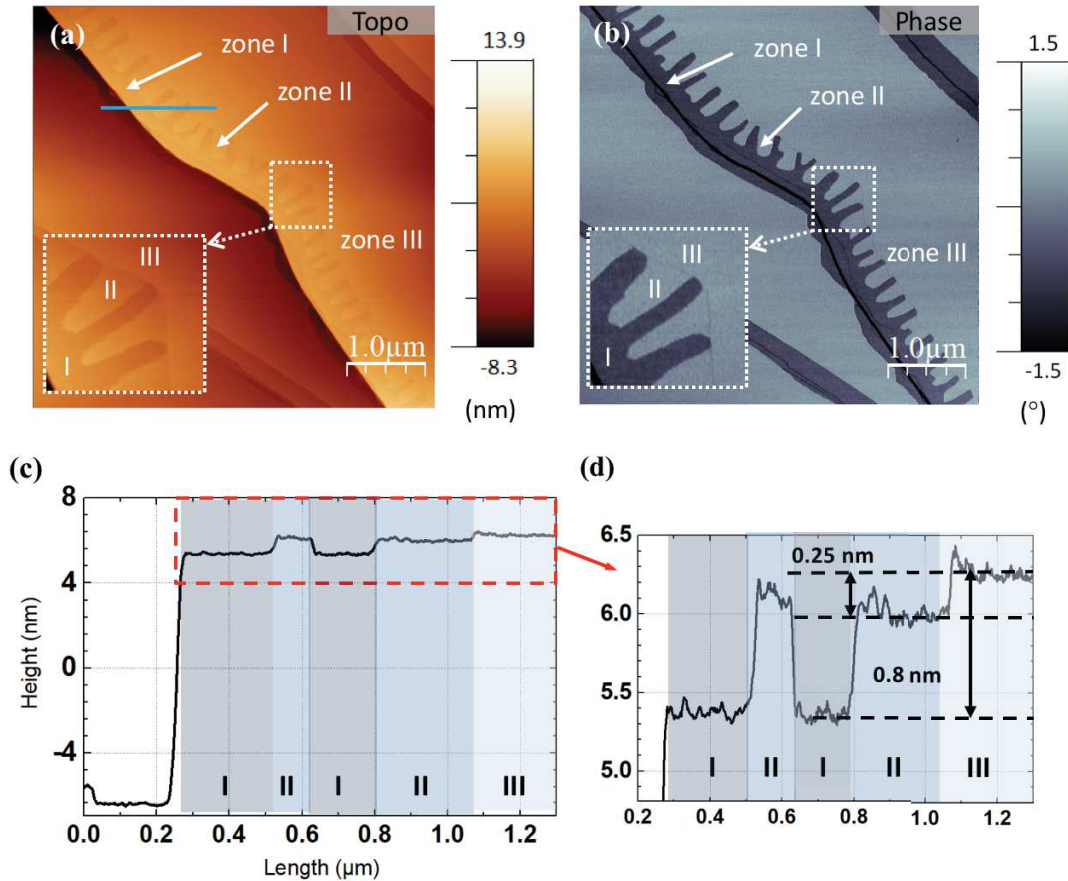 (a)
Topo
zone I
zone II
zone III
III
II
I
1.0µm
13.9
-8.3
(nm)
(b)
Phase
zone I
zone II
zone III
III
II
I
1.0µm
1.5
-1.5
(°)
(c)
8
4
0
-4
Height (nm)
I II I II III
0.0 0.2 0.4 0.6 0.8 1.0 1.2
Length (µm)
(d)
6.5
6.0
5.5
5.0
0.25 nm
0.8 nm
I II I II III
0.2 0.4 0.6 0.8 1.0 1.2